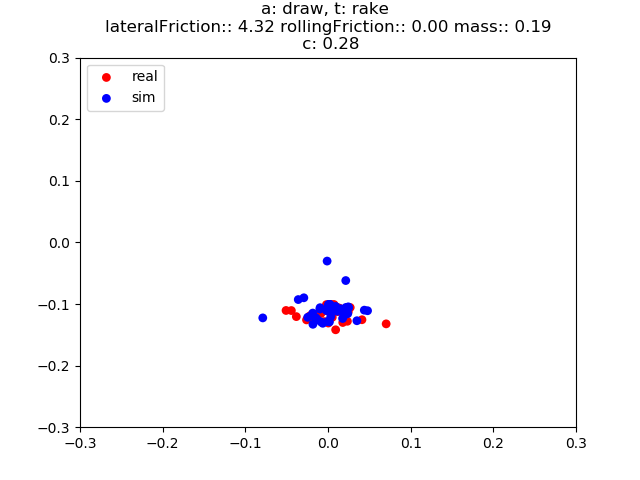 a: draw, t: rake
lateralFriction:: 4.32 rollingFriction:: 0.00 mass:: 0.19
c: 0.28
real
sim
0.3
0.2
0.1
0.0
−0.1
−0.2
−0.3
−0.3 −0.2 −0.1 0.0 0.1 0.2 0.3